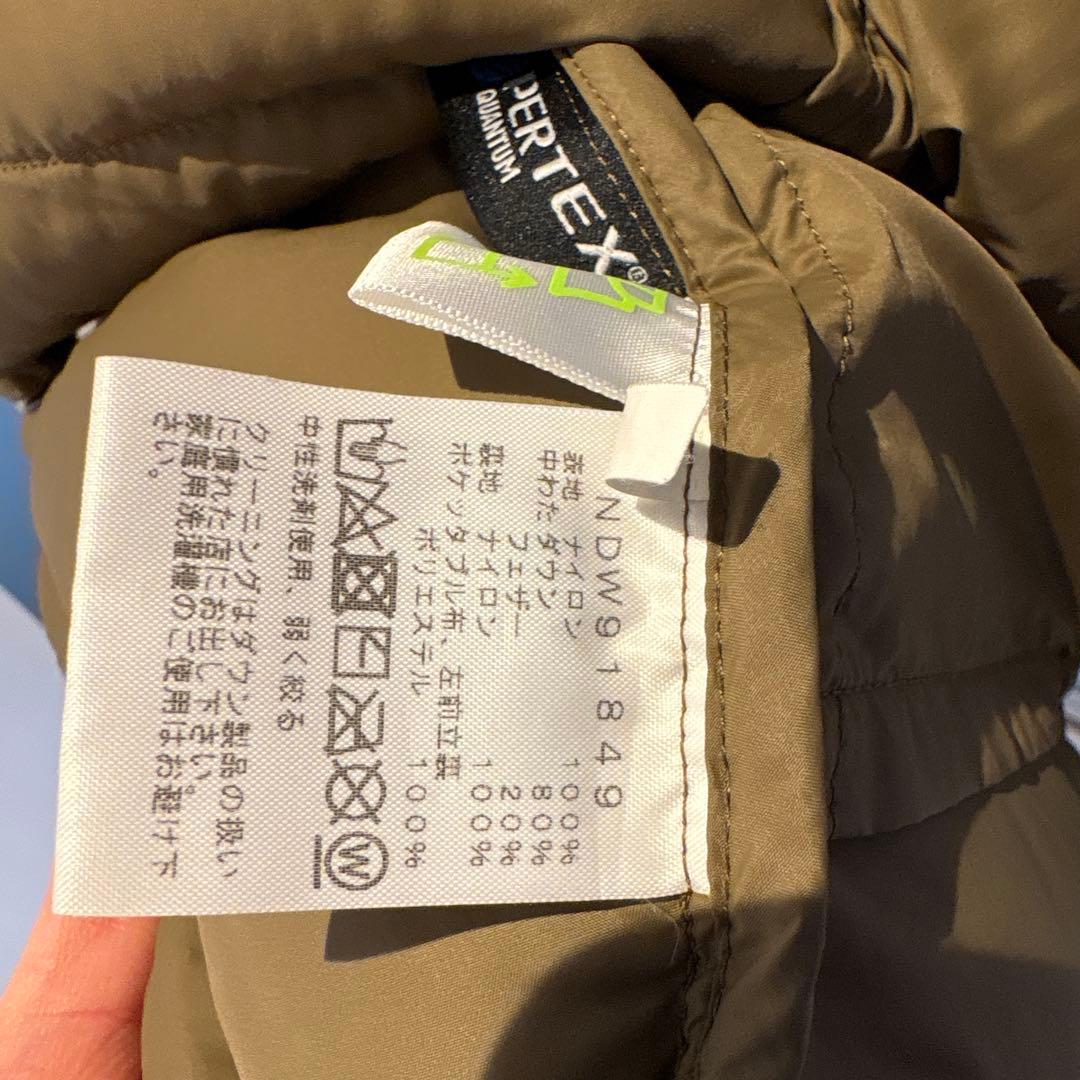 PERTEX®
QUANTUM
NDW91849
表地 ナイロン 100%
中わた ダウン 80%
フェザー 20%
裏地 ナイロン 100%
ポケッタブル布、左前立裏
ポリエステル 100%
W
中性洗剤使用、弱く絞る
クリーニングはダウン製品の扱い
に慣れた店にお出し下さい。
家庭用洗濯機のご使用はお避け下
さい。